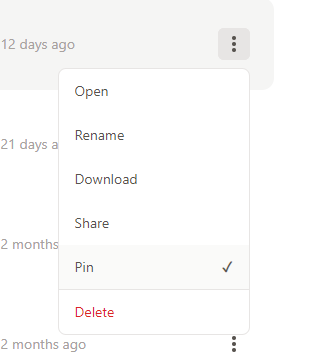 12 days ago
Open
Rename
21 days a
Download
Share
2 months
Pin
Delete
2 months ago